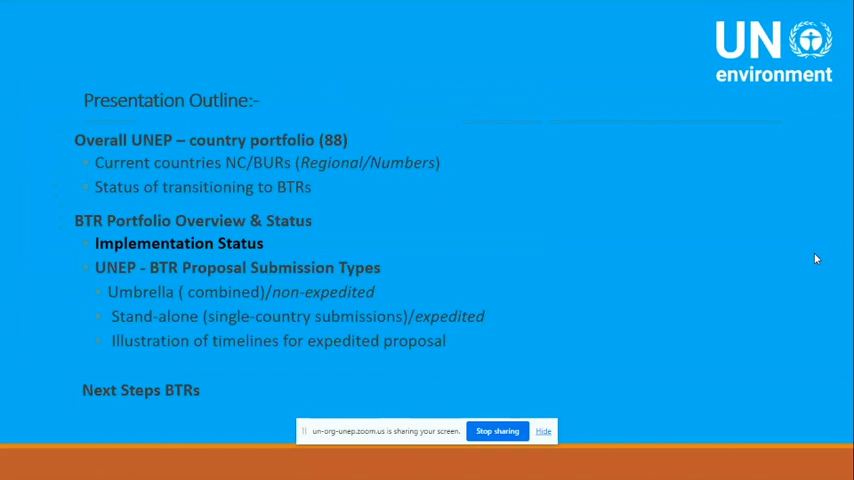 UN
environment
Presentation Outline:-
Overall UNEP – country portfolio (88)
Current countries NC/BURs (Regional/Numbers)
Status of transitioning to BTRs
BTR Portfolio Overview & Status
Implementation Status
UNEP - BTR Proposal Submission Types
Umbrella ( combined)/non-expedited
Stand-alone (single-country submissions)/expedited
Illustration of timelines for expedited proposal
Next Steps BTRs
un-org-unep.zoom.us is sharing your screen.
Stop sharing
Hide